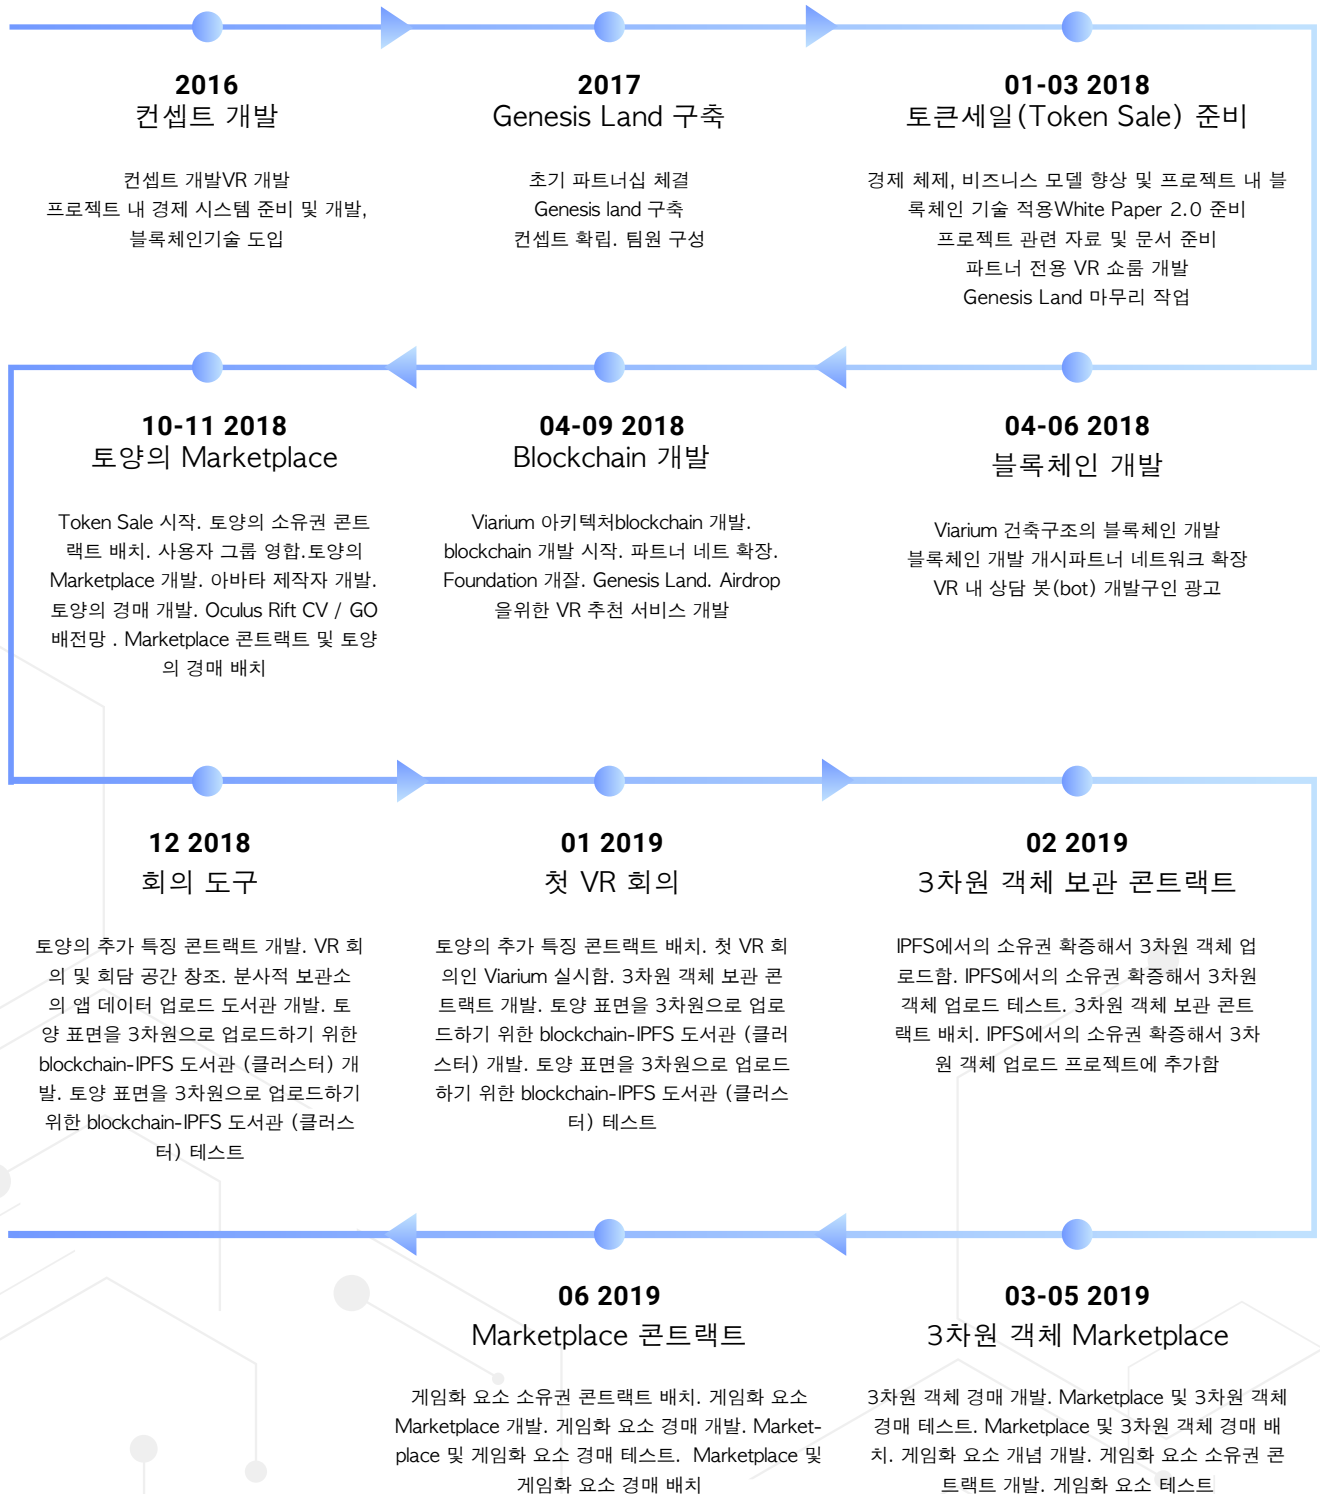 2016
컨셉트 개발
컨셉트 개발VR 개발
프로젝트 내 경제 시스템 준비 및 개발,
블록체인기술 도입
2017
Genesis Land 구축
초기 파트너십 체결
Genesis land 구축
컨셉트 확립. 팀원 구성
01-03 2018
토큰세일(Token Sale) 준비
경제 체제, 비즈니스 모델 향상 및 프로젝트 내 블
록체인 기술 적용White Paper 2.0 준비
프로젝트 관련 자료 및 문서 준비
파트너 전용 VR 쇼룸 개발
Genesis Land 마무리 작업
04-06 2018
블록체인 개발
Viarium 건축구조의 블록체인 개발
블록체인 개발 개시파트너 네트워크 확장
VR 내 상담 봇(bot) 개발구인 광고
04-09 2018
Blockchain 개발
Viarium 아키텍처blockchain 개발.
blockchain 개발 시작. 파트너 네트 확장.
Foundation 개잘. Genesis Land. Airdrop
을위한 VR 추천 서비스 개발
10-11 2018
토양의 Marketplace
Token Sale 시작. 토양의 소유권 콘트
랙트 배치. 사용자 그룹 영합.토양의
Marketplace 개발. 아바타 제작자 개발.
토양의 경매 개발. Oculus Rift CV / GO
배전망 . Marketplace 콘트랙트 및 토양
의 경매 배치
12 2018
회의 도구
토양의 추가 특징 콘트랙트 개발. VR 회
의 및 회담 공간 창조. 분사적 보관소
의 앱 데이터 업로드 도서관 개발. 토
양 표면을 3차원으로 업로드하기 위한
blockchain-IPFS 도서관 (클러스터) 개
발. 토양 표면을 3차원으로 업로드하기
위한 blockchain-IPFS 도서관 (클러스
터) 테스트
01 2019
첫 VR 회의
토양의 추가 특징 콘트랙트 배치. 첫 VR 회
의인 Viarium 실시함. 3차원 객체 보관 콘
트랙트 개발. 토양 표면을 3차원으로 업로
드하기 위한 blockchain-IPFS 도서관 (클러
스터) 개발. 토양 표면을 3차원으로 업로드
하기 위한 blockchain-IPFS 도서관 (클러스
터) 테스트
02 2019
3차원 객체 보관 콘트랙트
IPFS에서의 소유권 확증해서 3차원 객체 업
로드함. IPFS에서의 소유권 확증해서 3차원
객체 업로드 테스트. 3차원 객체 보관 콘트
랙트 배치. IPFS에서의 소유권 확증해서 3차
원 객체 업로드 프로젝트에 추가함
03-05 2019
3차원 객체 Marketplace
3차원 객체 경매 개발. Marketplace 및 3차원 객체
경매 테스트. Marketplace 및 3차원 객체 경매 배
치. 게임화 요소 개념 개발. 게임화 요소 소유권 콘
트랙트 개발. 게임화 요소 테스트
06 2019
Marketplace 콘트랙트
게임화 요소 소유권 콘트랙트 배치. 게임화 요소
Marketplace 개발. 게임화 요소 경매 개발. Market-
place 및 게임화 요소 경매 테스트. Marketplace 및
게임화 요소 경매 배치